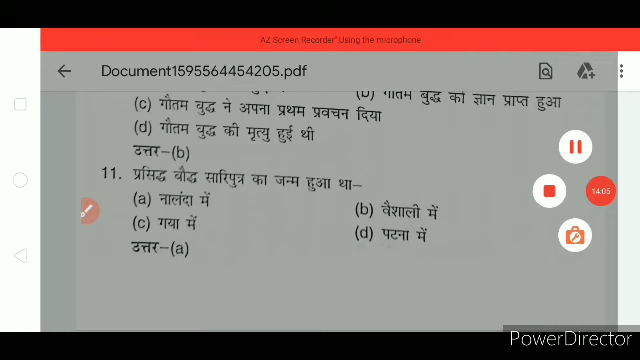 "AZ Screen Recorder",Using the microphone
Document1595564454205.pdf
(b) गौतम बुद्ध को ज्ञान प्राप्त हुआ
(c) गौतम बुद्ध ने अपना प्रथम प्रवचन दिया
(d) गौतम बुद्ध की मृत्यु हुई थी
उत्तर–(b)
11. प्रसिद्ध बौद्ध सारिपुत्र का जन्म हुआ था–
(a) नालंदा में (b) वैशाली में
(c) गया में (d) पटना में
उत्तर–(a)
14:05
PowerDirector